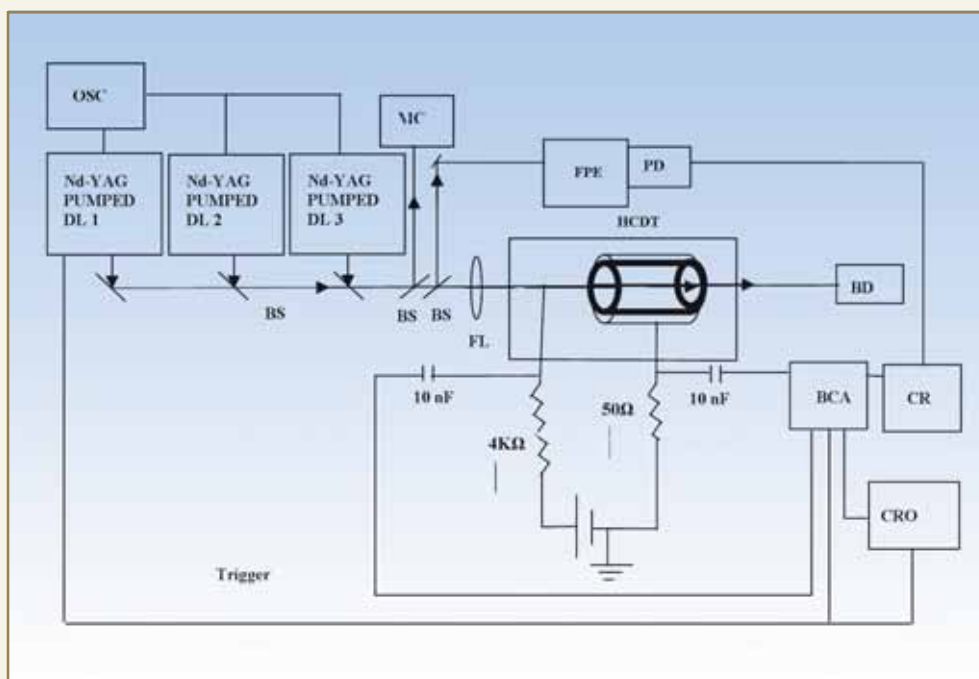 OSC
MC
Nd-YAG
PUMPED
DL 1
Nd-YAG
PUMPED
DL 2
Nd-YAG
PUMPED
DL 3
FPE
PD
HCDT
BS
BS
BS
FL
BD
10 nF
4KΩ
50Ω
10 nF
BCA
CR
CRO
Trigger